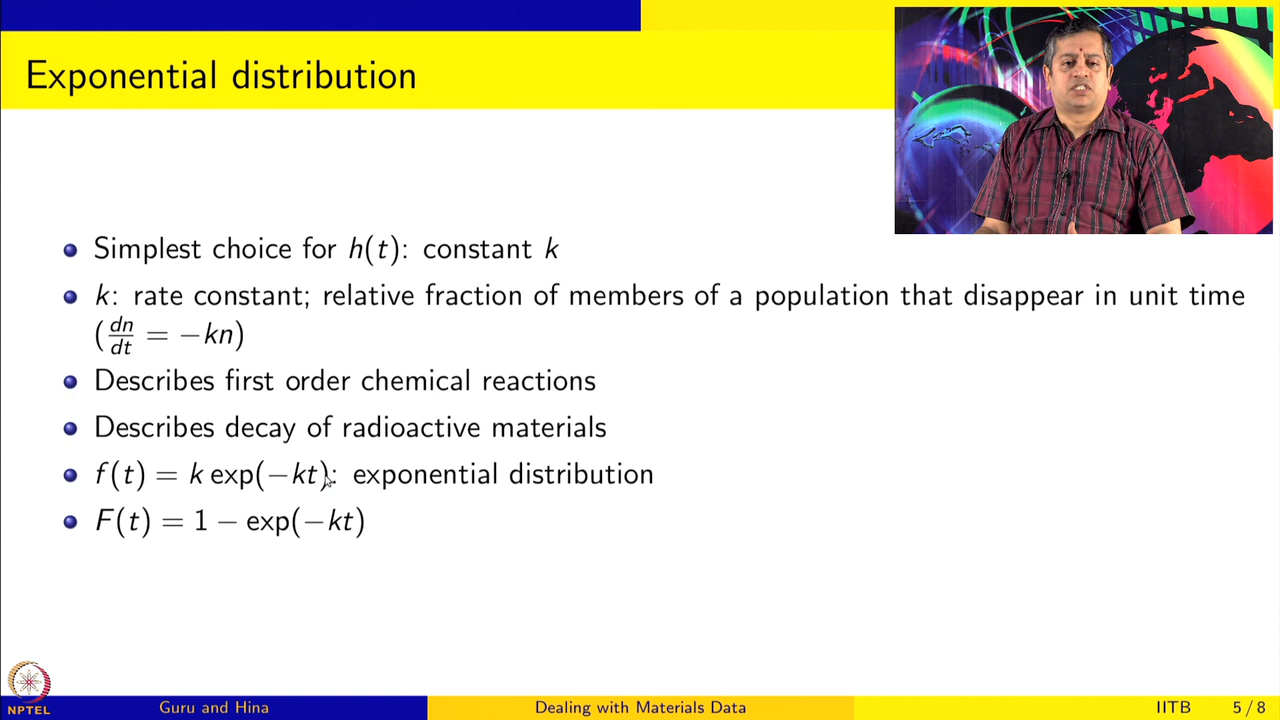 Exponential distribution
Simplest choice for h(t): constant k
k: rate constant; relative fraction of members of a population that disappear in unit time
(dn/dt = −kn)
Describes first order chemical reactions
Describes decay of radioactive materials
f(t) = k exp(−kt): exponential distribution
F(t) = 1 − exp(−kt)
NPTEL
Guru and Hina
Dealing with Materials Data
IITB
5 / 8